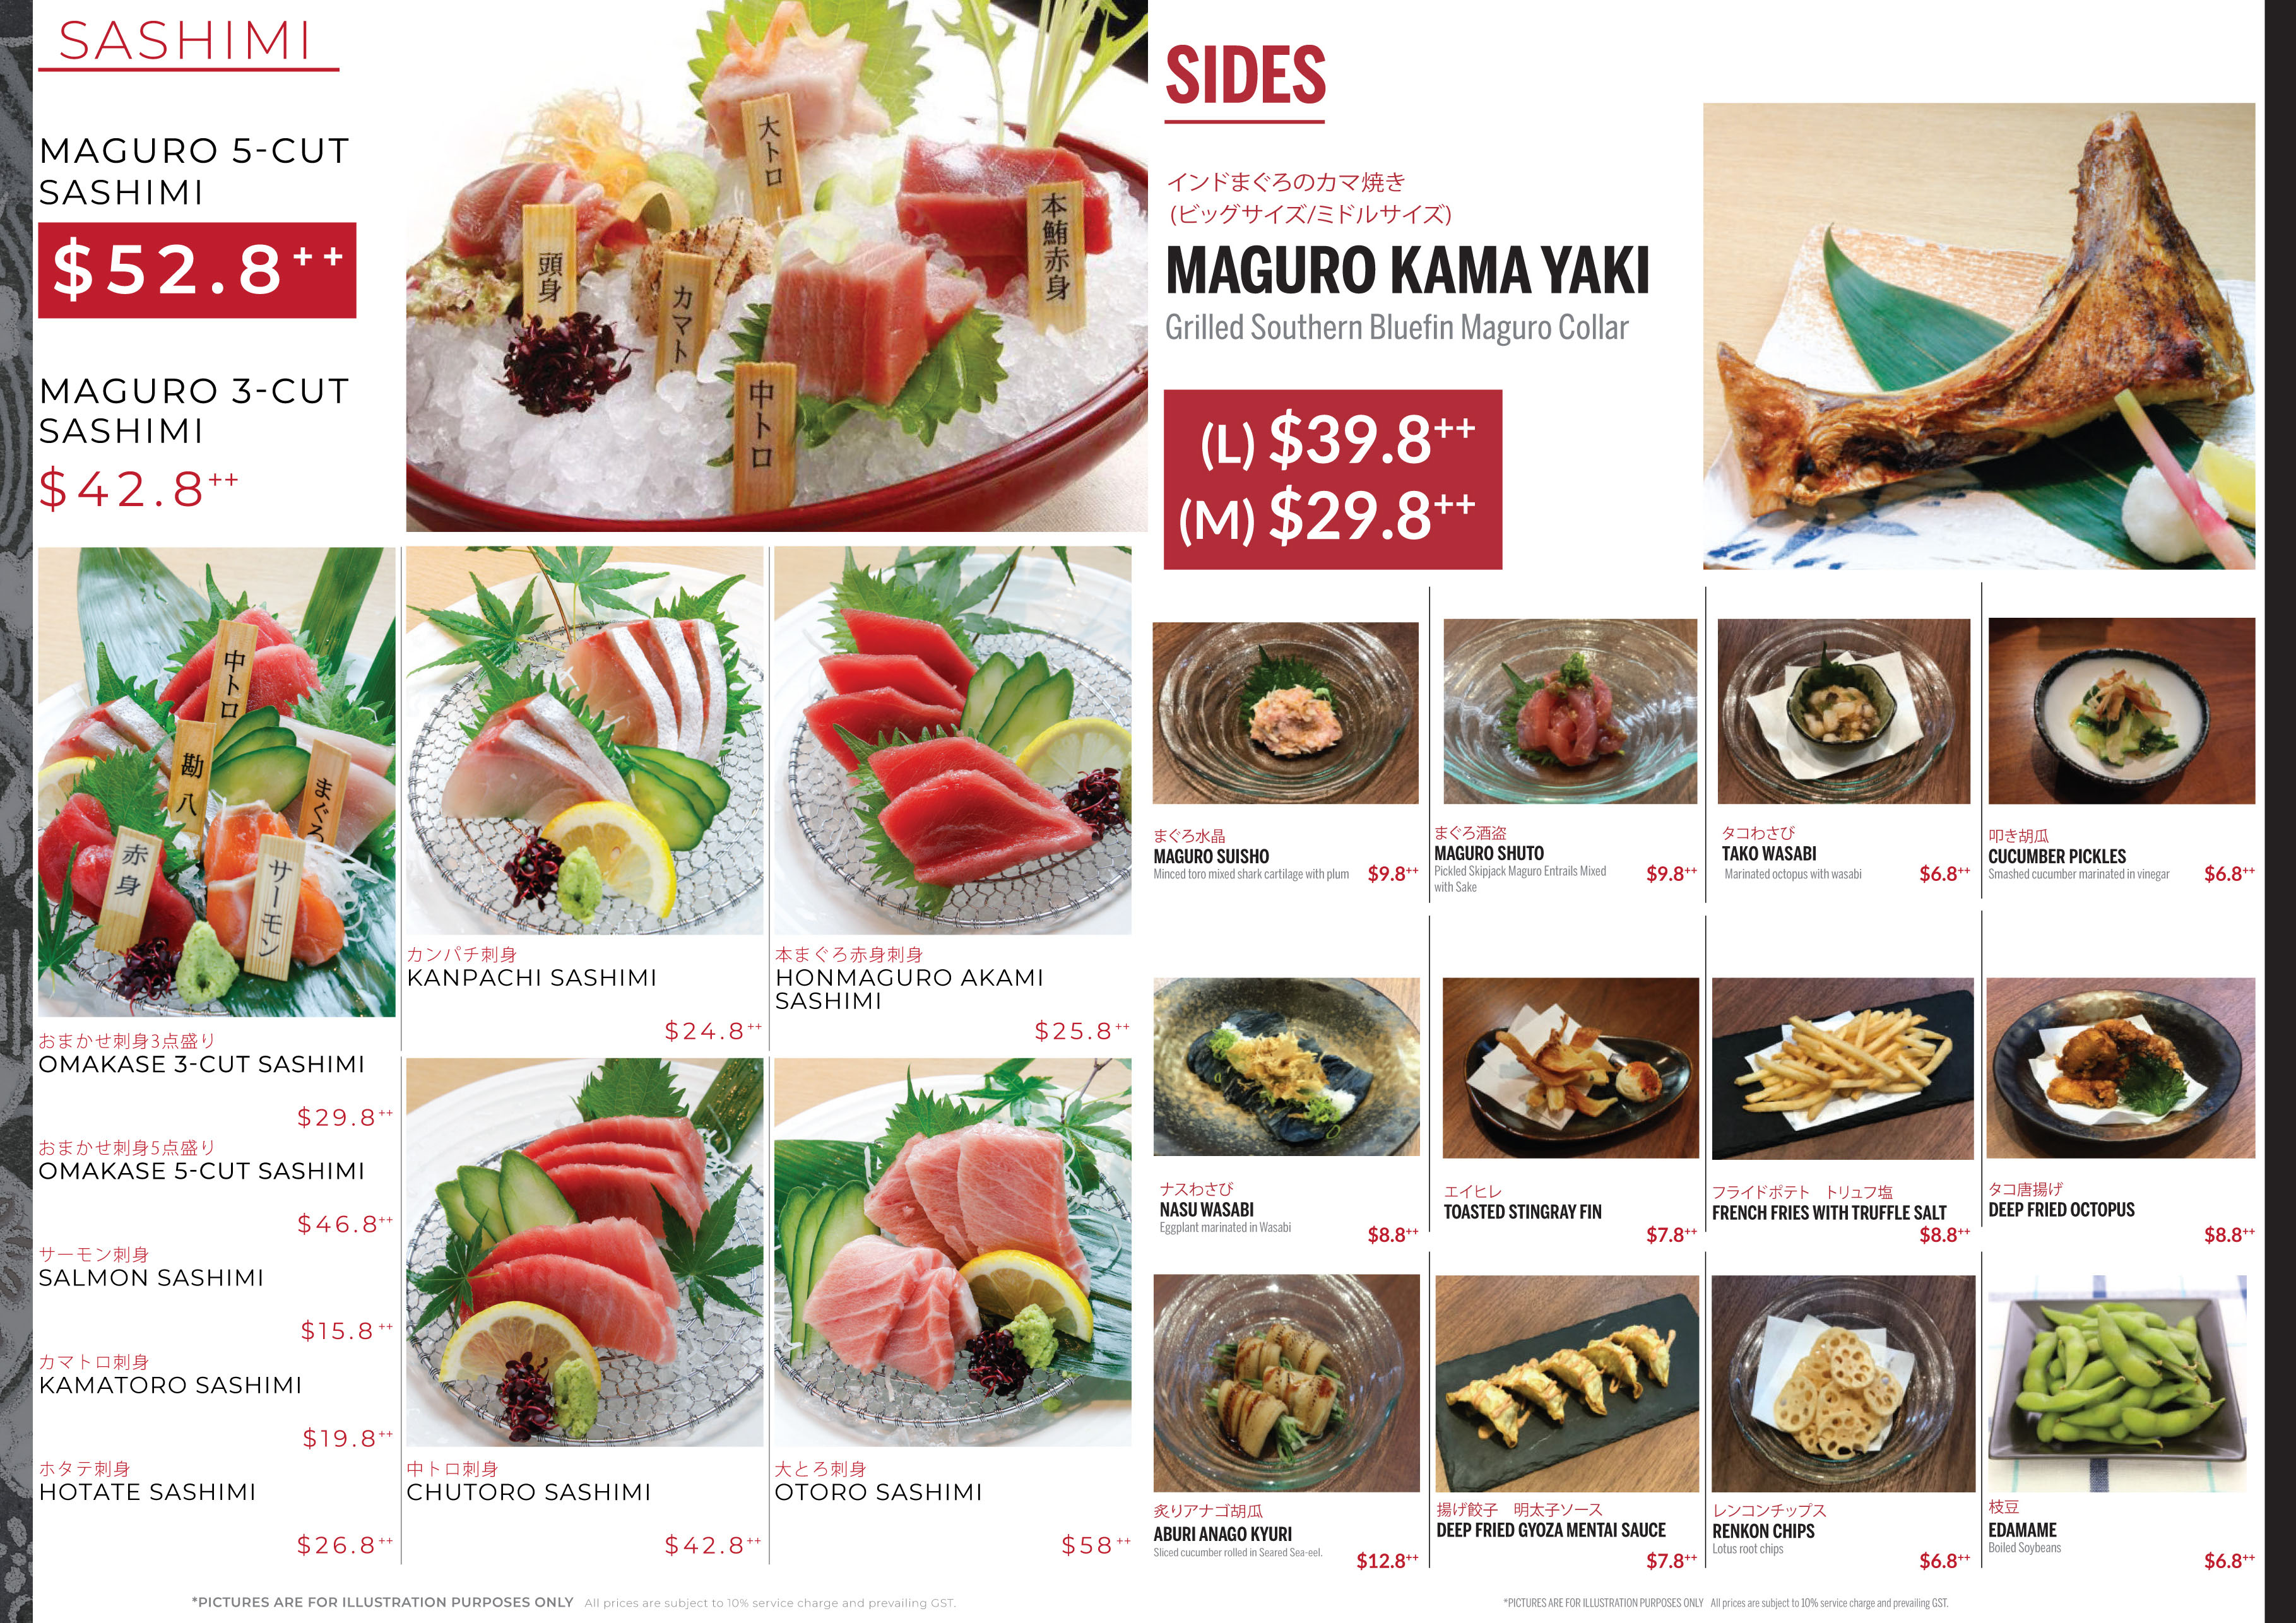 SASHIMI
MAGURO 5-CUT
SASHIMI
$52.8++
MAGURO 3-CUT
SASHIMI
$42.8++
大トロ
本鮪赤身
頭身
カマト
中トロ
中トロ
勘八
まぐろ
赤身
サーモン
おまかせ刺身3点盛り
OMAKASE 3-CUT SASHIMI
$29.8++
おまかせ刺身5点盛り
OMAKASE 5-CUT SASHIMI
$46.8++
サーモン刺身
SALMON SASHIMI
$15.8++
カマトロ刺身
KAMATORO SASHIMI
$19.8++
ホタテ刺身
HOTATE SASHIMI
$26.8++
カンパチ刺身
KANPACHI SASHIMI
$24.8++
本まぐろ赤身刺身
HONMAGURO AKAMI
SASHIMI
$25.8++
中トロ刺身
CHUTORO SASHIMI
$42.8++
大とろ刺身
OTORO SASHIMI
$58++
*PICTURES ARE FOR ILLUSTRATION PURPOSES ONLY All prices are subject to 10% service charge and prevailing GST.
SIDES
インドまぐろのカマ焼き
(ビッグサイズ/ミドルサイズ)
MAGURO KAMA YAKI
Grilled Southern Bluefin Maguro Collar
(L) $39.8++
(M) $29.8++
まぐろ水晶
MAGURO SUISHO
Minced toro mixed shark cartilage with plum
$9.8++
まぐろ酒盗
MAGURO SHUTO
Pickled Skipjack Maguro Entrails Mixed
with Sake
$9.8++
タコわさび
TAKO WASABI
Marinated octopus with wasabi
$6.8++
叩き胡瓜
CUCUMBER PICKLES
Smashed cucumber marinated in vinegar
$6.8++
ナスわさび
NASU WASABI
Eggplant marinated in Wasabi
$8.8++
エイヒレ
TOASTED STINGRAY FIN
$7.8++
フライドポテト トリュフ塩
FRENCH FRIES WITH TRUFFLE SALT
$8.8++
タコ唐揚げ
DEEP FRIED OCTOPUS
$8.8++
炙りアナゴ胡瓜
ABURI ANAGO KYURI
Sliced cucumber rolled in Seared Sea-eel.
$12.8++
揚げ餃子 明太子ソース
DEEP FRIED GYOZA MENTAI SAUCE
$7.8++
レンコンチップス
RENKON CHIPS
Lotus root chips
$6.8++
枝豆
EDAMAME
Boiled Soybeans
$6.8++
*PICTURES ARE FOR ILLUSTRATION PURPOSES ONLY All prices are subject to 10% service charge and prevailing GST.